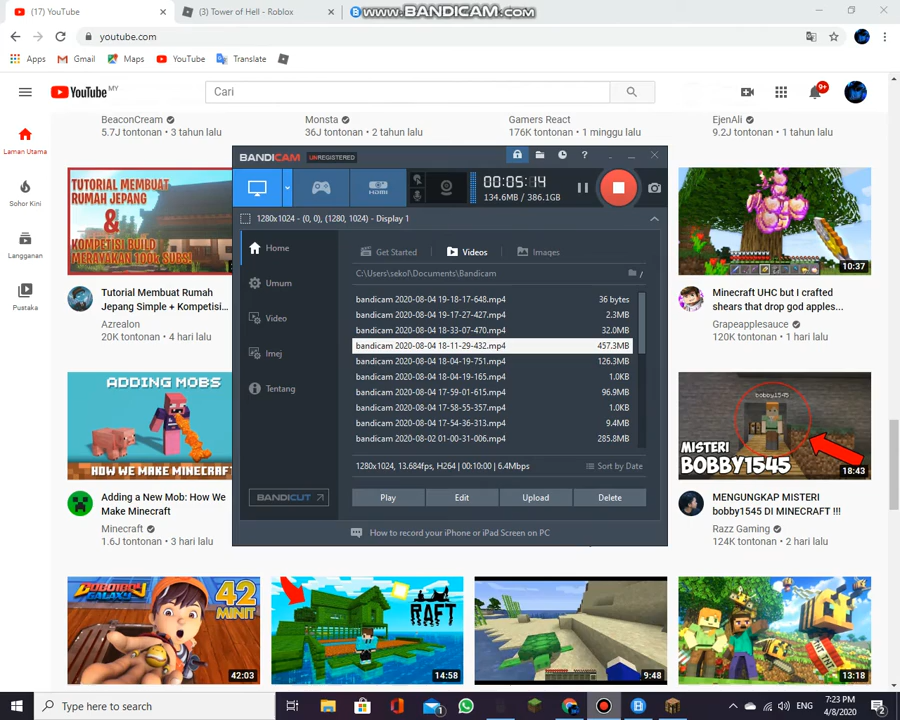 (17) YouTube
(3) Tower of Hell - Roblox
www.BANDICAM.com
youtube.com
Apps
Gmail
Maps
YouTube
Translate
YouTube MY
Cari
9+
Laman Utama
Sohor Kini
Langganan
Pustaka
BeaconCream
5.7J tontonan • 3 tahun lalu
Monsta
36J tontonan • 2 tahun lalu
Gamers React
176K tontonan • 1 minggu lalu
EjenAli
9.2J tontonan • 1 tahun lalu
BANDICAM UNREGISTERED
HDMI
00:05:14
134.6MB / 386.1GB
1280x1024 - (0, 0), (1280, 1024) - Display 1
Home
Umum
Video
Imej
Tentang
BANDICUT
Get Started
Videos
Images
C:\Users\sekol\Documents\Bandicam
bandicam 2020-08-04 19-18-17-648.mp4 36 bytes
bandicam 2020-08-04 19-17-27-427.mp4 2.3MB
bandicam 2020-08-04 18-33-07-470.mp4 32.0MB
bandicam 2020-08-04 18-11-29-432.mp4 457.3MB
bandicam 2020-08-04 18-04-19-751.mp4 126.3MB
bandicam 2020-08-04 18-04-19-165.mp4 1.0KB
bandicam 2020-08-04 17-59-01-615.mp4 96.9MB
bandicam 2020-08-04 17-58-55-357.mp4 1.0KB
bandicam 2020-08-04 17-54-36-313.mp4 9.4MB
bandicam 2020-08-02 01-00-31-006.mp4 285.8MB
1280x1024, 13.684fps, H264 | 00:10:00 | 6.4Mbps
Sort by Date
Play
Edit
Upload
Delete
How to record your iPhone or iPad Screen on PC
TUTORIAL MEMBUAT
RUMAH JEPANG
&
KOMPETISI BUILD
MERAYAKAN 100K SUBS!
Tutorial Membuat Rumah
Jepang Simple + Kompetisi...
Azrealon
20K tontonan • 4 hari lalu
10:37
Minecraft UHC but I crafted
shears that drop god apples...
Grapeapplesauce
ADDING MOBS
HOW WE MAKE MINECRAFT
Adding a New Mob: How We
Make Minecraft
Minecraft
1.6J tontonan • 3 hari lalu
bobby1545
MISTERI
BOBBY1545
18:43
MENGUNGKAP MISTERI
bobby1545 DI MINECRAFT !!!
Razz Gaming
124K tontonan • 2 hari lalu
BOBOIBOY
GALAXY
42
MINIT
42:03
RAFT
14:58
9:48
13:18
Type here to search
1
ENG
7:23 PM
4/8/2020
2